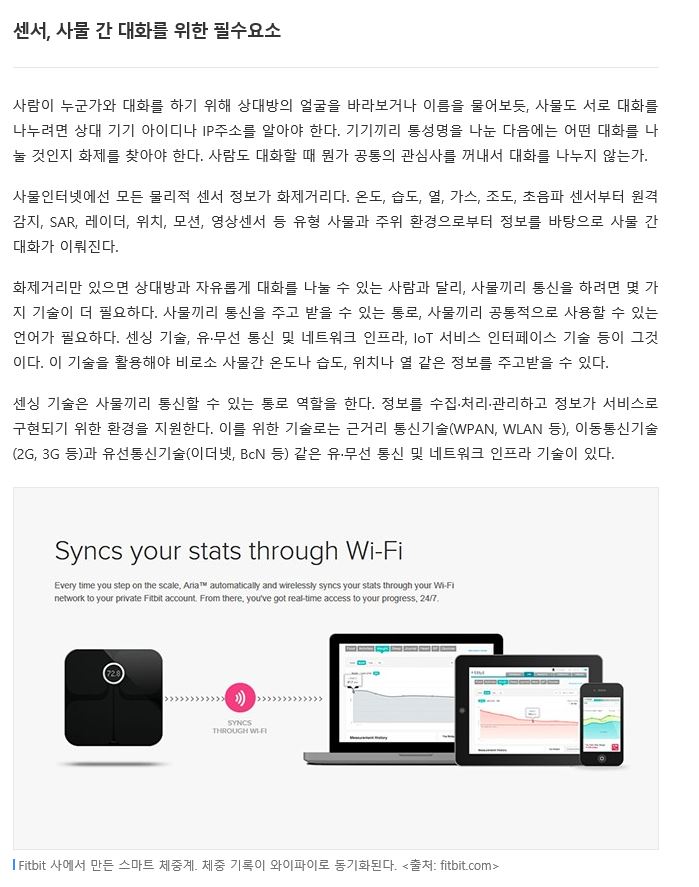 센서, 사물 간 대화를 위한 필수요소
사람이 누군가와 대화를 하기 위해 상대방의 얼굴을 바라보거나 이름을 물어보듯, 사물도 서로 대화를
나누려면 상대 기기 아이디나 IP주소를 알아야 한다. 기기끼리 통성명을 나눈 다음에는 어떤 대화를 나
눌 것인지 화제를 찾아야 한다. 사람도 대화할 때 뭔가 공통의 관심사를 꺼내서 대화를 나누지 않는가.
사물인터넷에선 모든 물리적 센서 정보가 화제거리다. 온도, 습도, 열, 가스, 조도, 초음파 센서부터 원격
감지, SAR, 레이더, 위치, 모션, 영상센서 등 유형 사물과 주위 환경으로부터 정보를 바탕으로 사물 간
대화가 이뤄진다.
화제거리만 있으면 상대방과 자유롭게 대화를 나눌 수 있는 사람과 달리, 사물끼리 통신을 하려면 몇 가
지 기술이 더 필요하다. 사물끼리 통신을 주고 받을 수 있는 통로, 사물끼리 공통적으로 사용할 수 있는
언어가 필요하다. 센싱 기술, 유·무선 통신 및 네트워크 인프라, IoT 서비스 인터페이스 기술 등이 그것
이다. 이 기술을 활용해야 비로소 사물간 온도나 습도, 위치나 열 같은 정보를 주고받을 수 있다.
센싱 기술은 사물끼리 통신할 수 있는 통로 역할을 한다. 정보를 수집·처리·관리하고 정보가 서비스로
구현되기 위한 환경을 지원한다. 이를 위한 기술로는 근거리 통신기술(WPAN, WLAN 등), 이동통신기술
(2G, 3G 등)과 유선통신기술(이더넷, BcN 등) 같은 유·무선 통신 및 네트워크 인프라 기술이 있다.
Syncs your stats through Wi-Fi
Every time you step on the scale, Aria™ automatically and wirelessly syncs your stats through your Wi-Fi
network to your private Fitbit account. From there, you've got real-time access to your progress, 24/7.
72.8
SYNCS
THROUGH WI-FI
Measurement History
Measurement History
Fitbit 사에서 만든 스마트 체중계. 체중 기록이 와이파이로 동기화된다. <출처: fitbit.com>